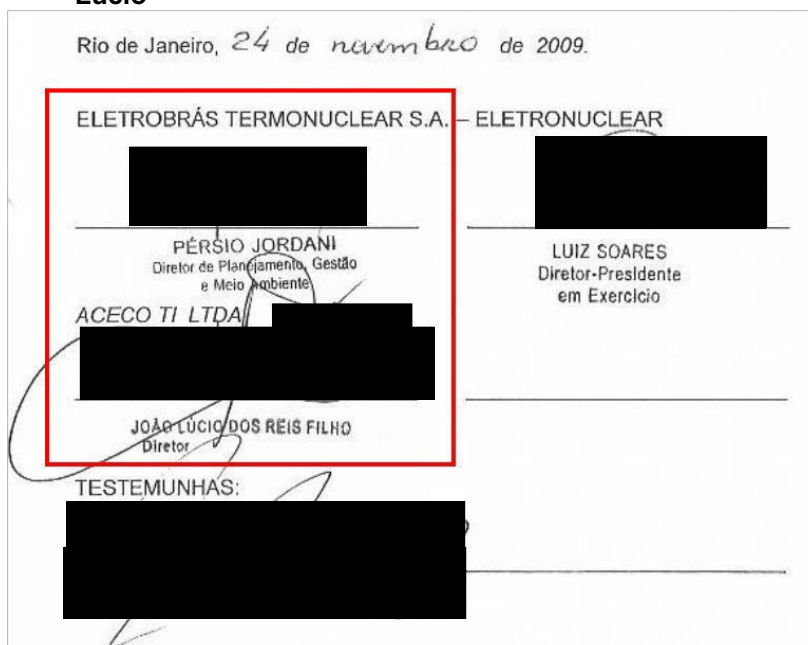 Lúcio
Rio de Janeiro, 24 de novembro de 2009.
ELETROBRÁS TERMONUCLEAR S.A. – ELETRONUCLEAR
PÉRSIO JORDANI
Diretor de Planejamento, Gestão
e Meio Ambiente
LUIZ SOARES
Diretor-Presidente
em Exercício
ACECO TI LTDA
JOÃO LÚCIO DOS REIS FILHO
Diretor
TESTEMUNHAS: